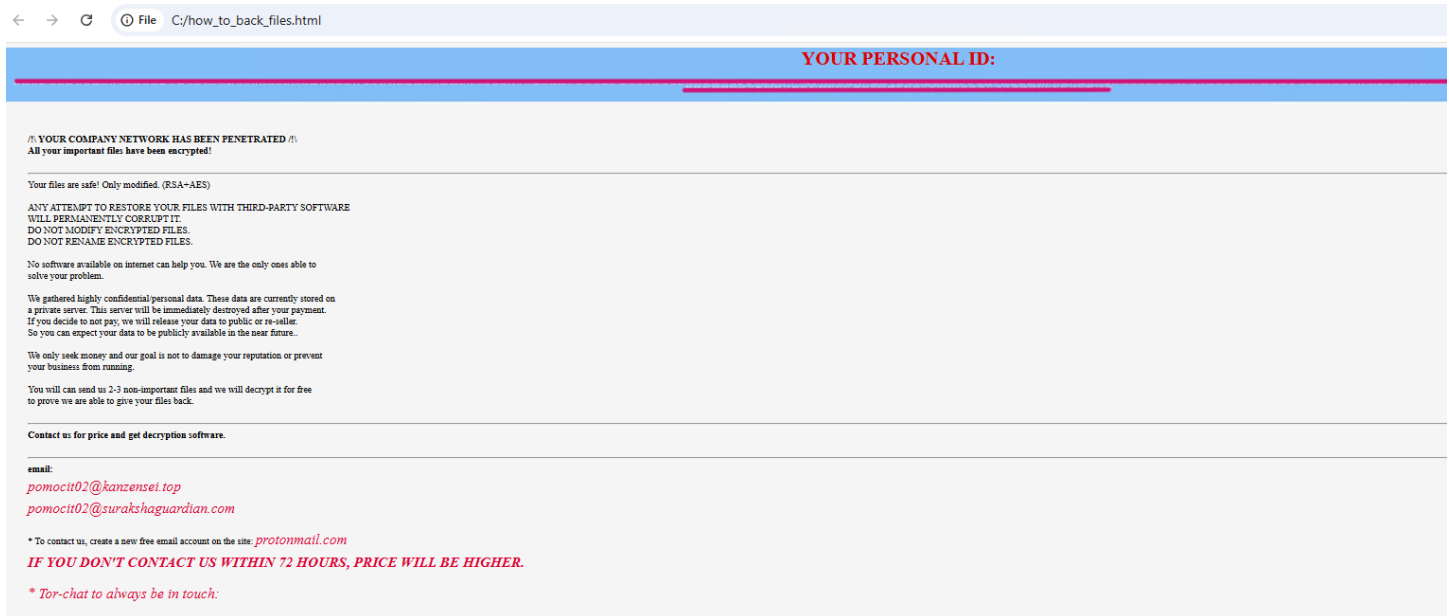 File C:/how_to_back_files.html
YOUR PERSONAL ID:
/!\ YOUR COMPANY NETWORK HAS BEEN PENETRATED /!\
All your important files have been encrypted!
Your files are safe! Only modified. (RSA+AES)
ANY ATTEMPT TO RESTORE YOUR FILES WITH THIRD-PARTY SOFTWARE
WILL PERMANENTLY CORRUPT IT.
DO NOT MODIFY ENCRYPTED FILES.
DO NOT RENAME ENCRYPTED FILES.
No software available on internet can help you. We are the only ones able to
solve your problem.
We gathered highly confidential/personal data. These data are currently stored on
a private server. This server will be immediately destroyed after your payment.
If you decide to not pay, we will release your data to public or re-seller.
So you can expect your data to be publicly available in the near future..
We only seek money and our goal is not to damage your reputation or prevent
your business from running.
You will can send us 2-3 non-important files and we will decrypt it for free
to prove we are able to give your files back.
Contact us for price and get decryption software.
email:
pomocit02@kanzensei.top
pomocit02@surakshaguardian.com
* To contact us, create a new free email account on the site: protonmail.com
IF YOU DON'T CONTACT US WITHIN 72 HOURS, PRICE WILL BE HIGHER.
* Tor-chat to always be in touch: